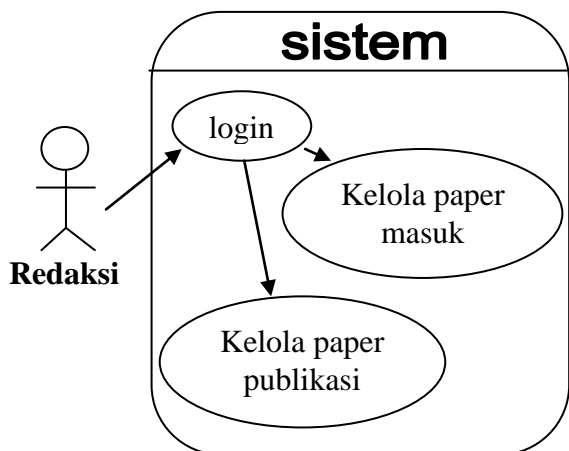 sistem
login
Kelola paper
masuk
Redaksi
Kelola paper
publikasi